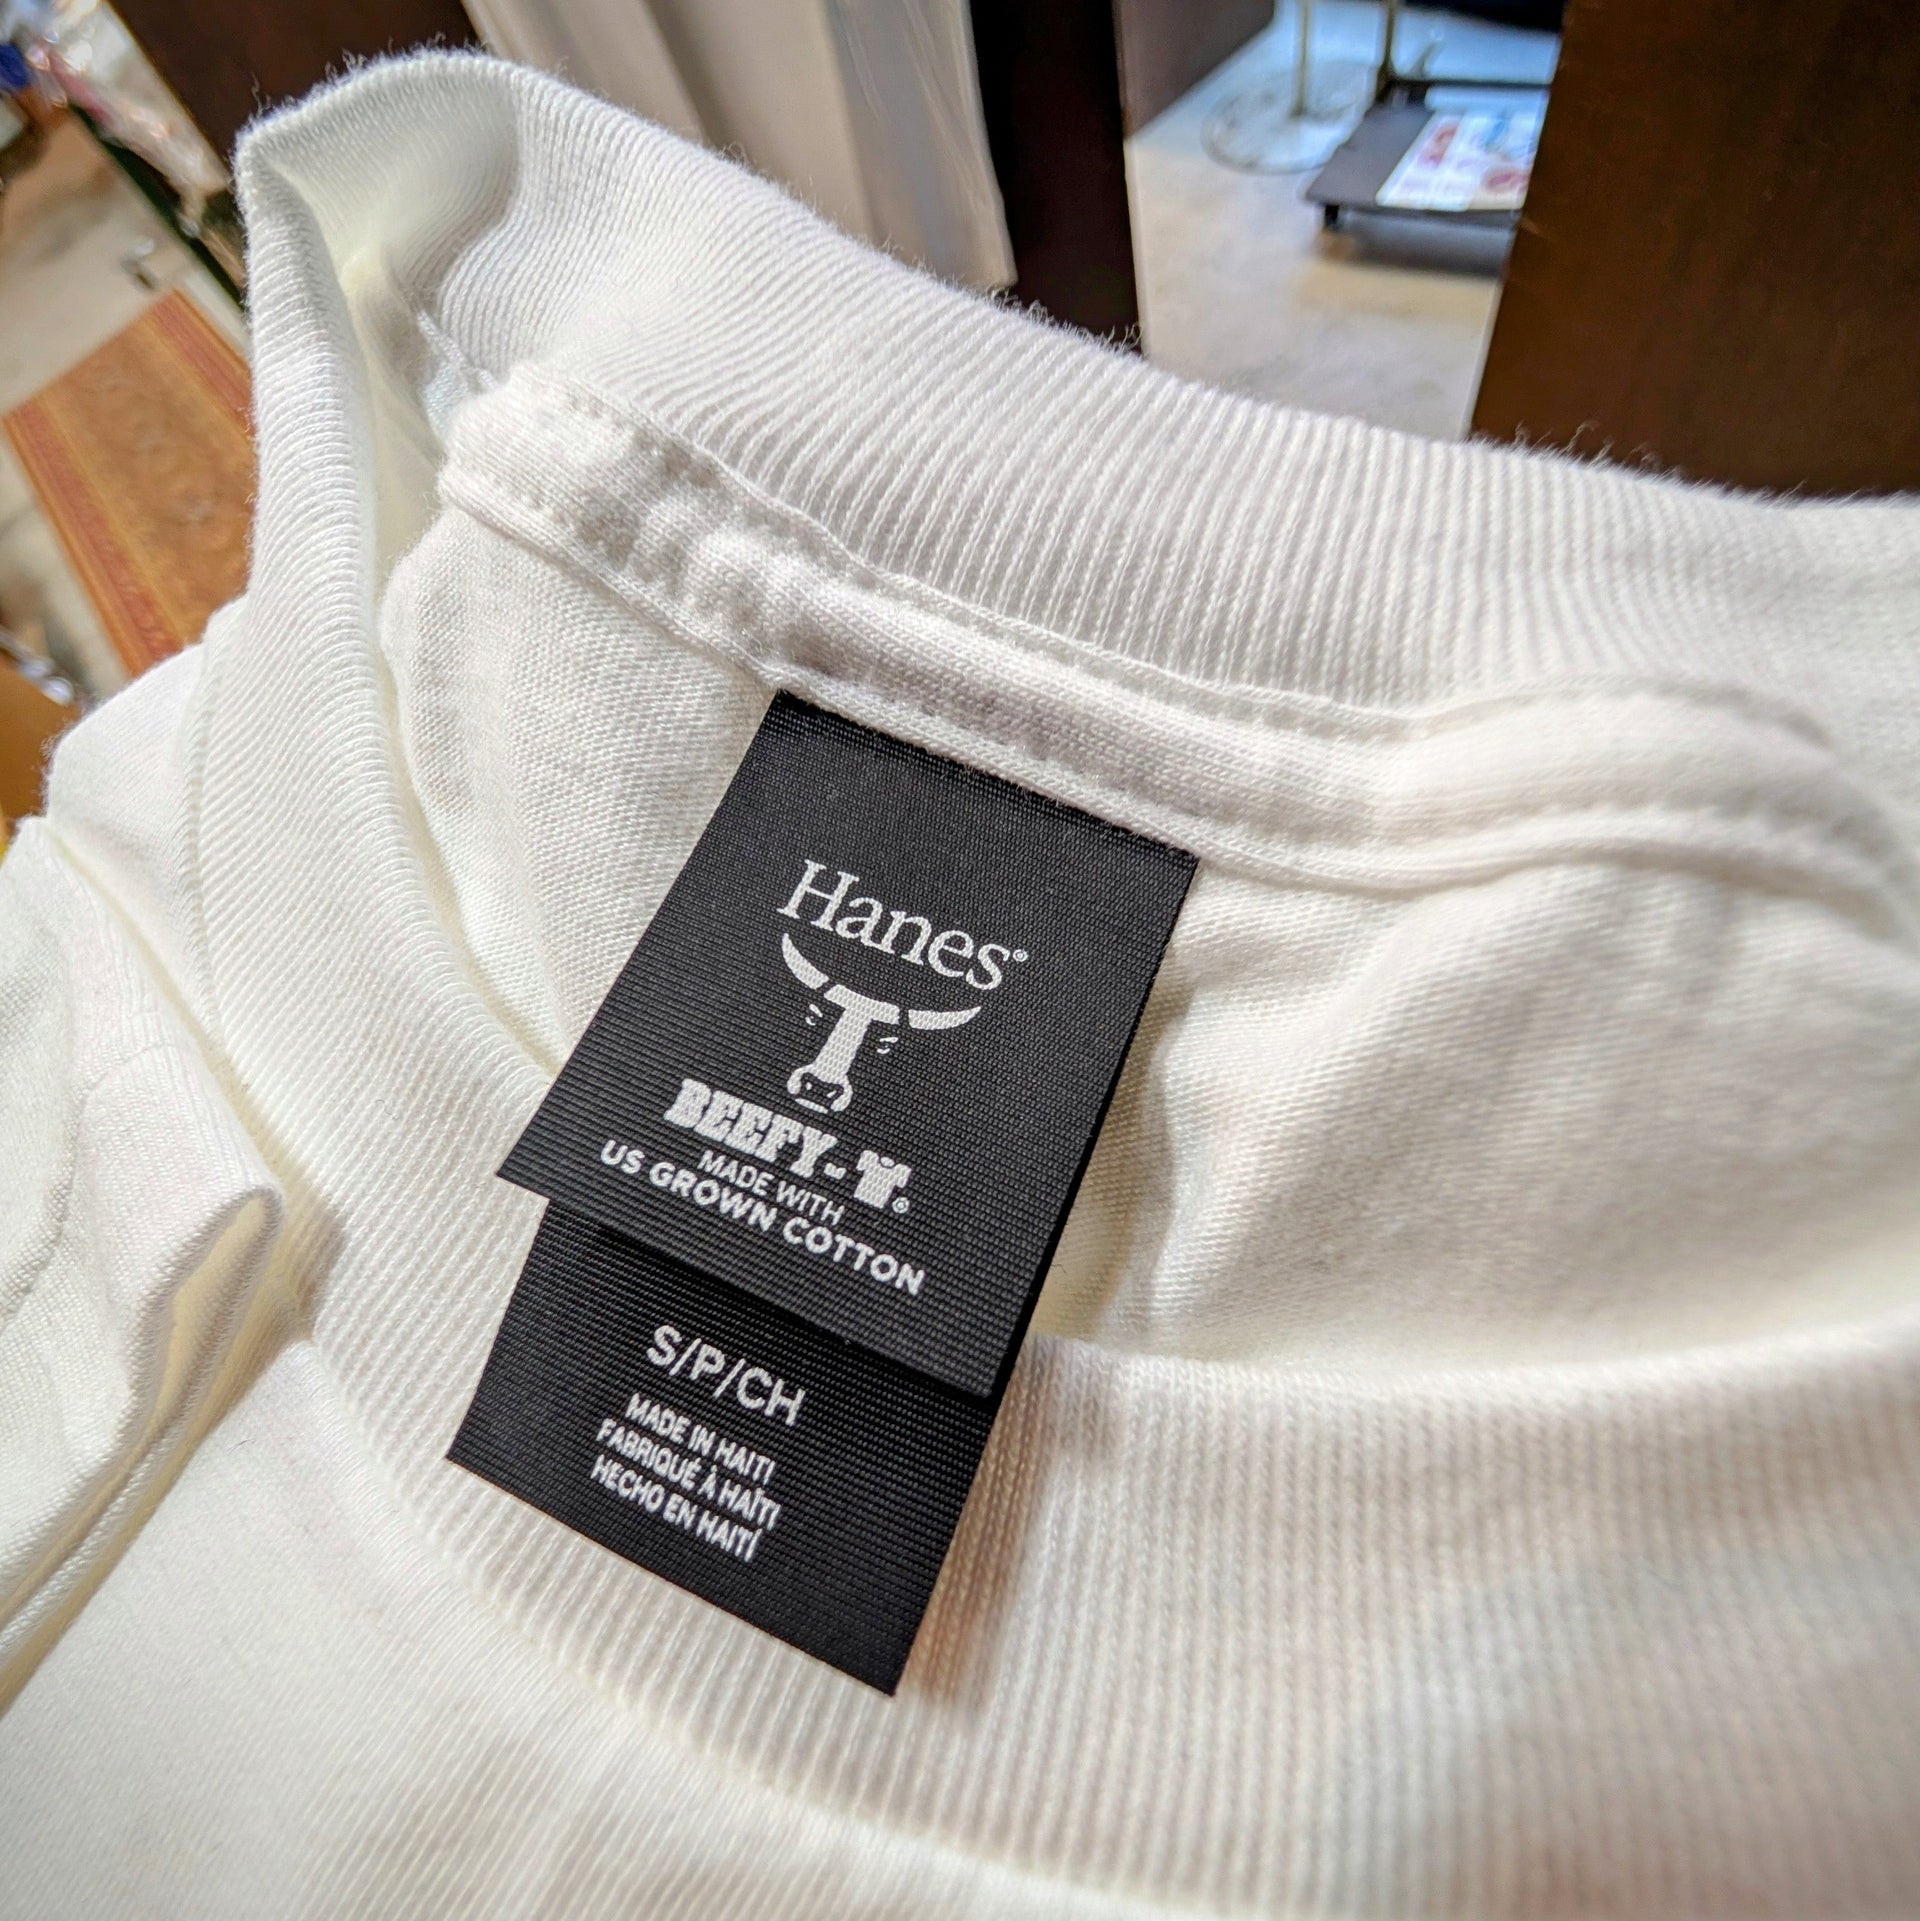 Hanes®
BEEFY-T®
MADE WITH
US GROWN COTTON
S/P/CH
MADE IN HAITI
FABRIQUÉ À HAÏTI
HECHO EN HAITÍ